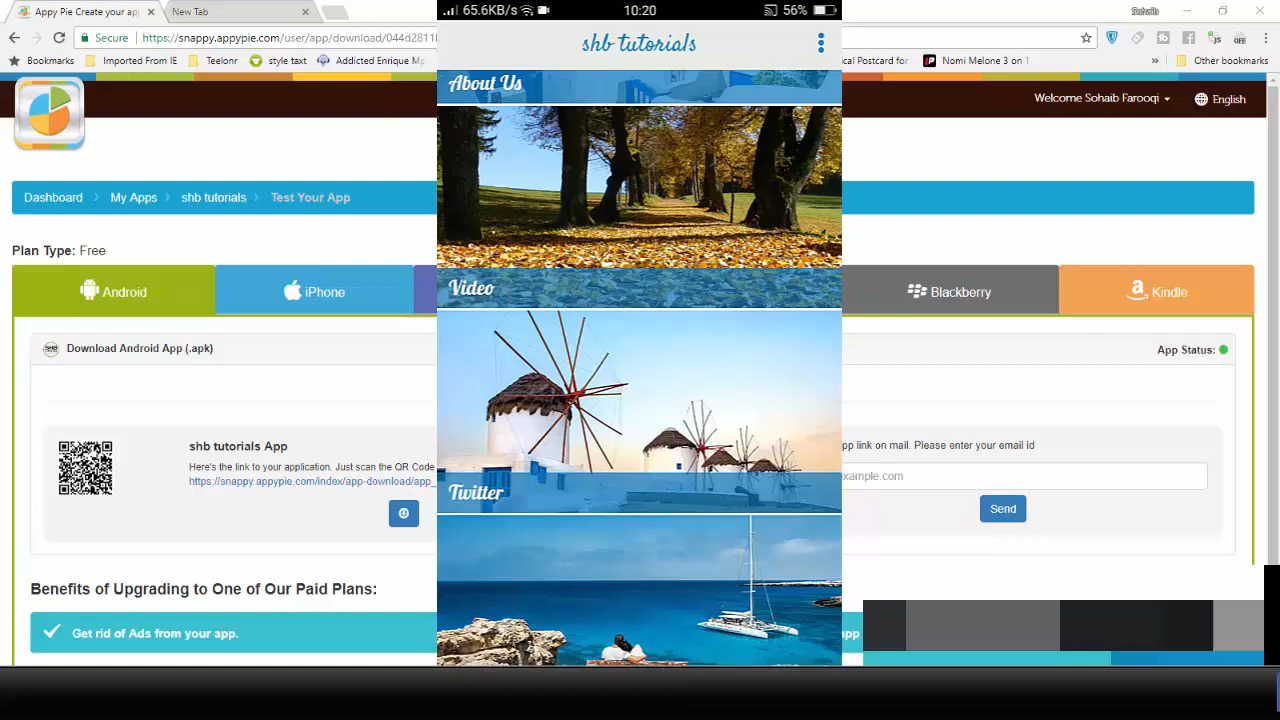 Appy Pie Create your ap
New Tab
Sohaib
Secure
https://snappy.appypie.com/user/app/download/044d2811
Bookmarks
Imported From IE
Teelonr
style taxt
Addicted Enrique
ical Postcard for
Nomi Melone 3 on 1
Other bookmarks
65.6KB/s
10:20
56%
shb tutorials
About Us
Video
Twitter
Welcome Sohaib Farooqi
English
Dashboard
My Apps
shb tutorials
Test Your App
Plan Type: Free
Android
iPhone
Blackberry
Kindle
Download Android App (.apk)
App Status:
shb tutorials App
Here's the link to your application. Just scan the QR Code
https://snappy.appypie.com/index/app-download/app_
pp link on mail. Please enter your email id
xample.com
Send
Benefits of Upgrading to One of Our Paid Plans:
Get rid of Ads from your app.
app